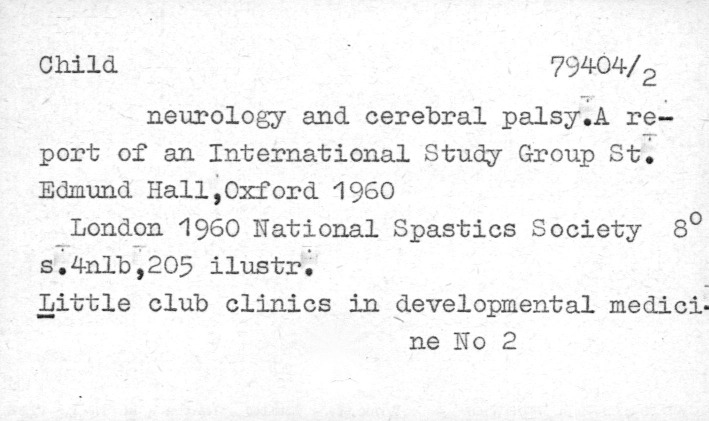 Child 79404/2
neurology and cerebral palsy.A re-
port of an International Study Group St.
Edmund Hall,Oxford 1960
London 1960 National Spastics Society 8°
s.4nlb,205 ilustr.
Little club clinics in developmental medici-
ne No 2